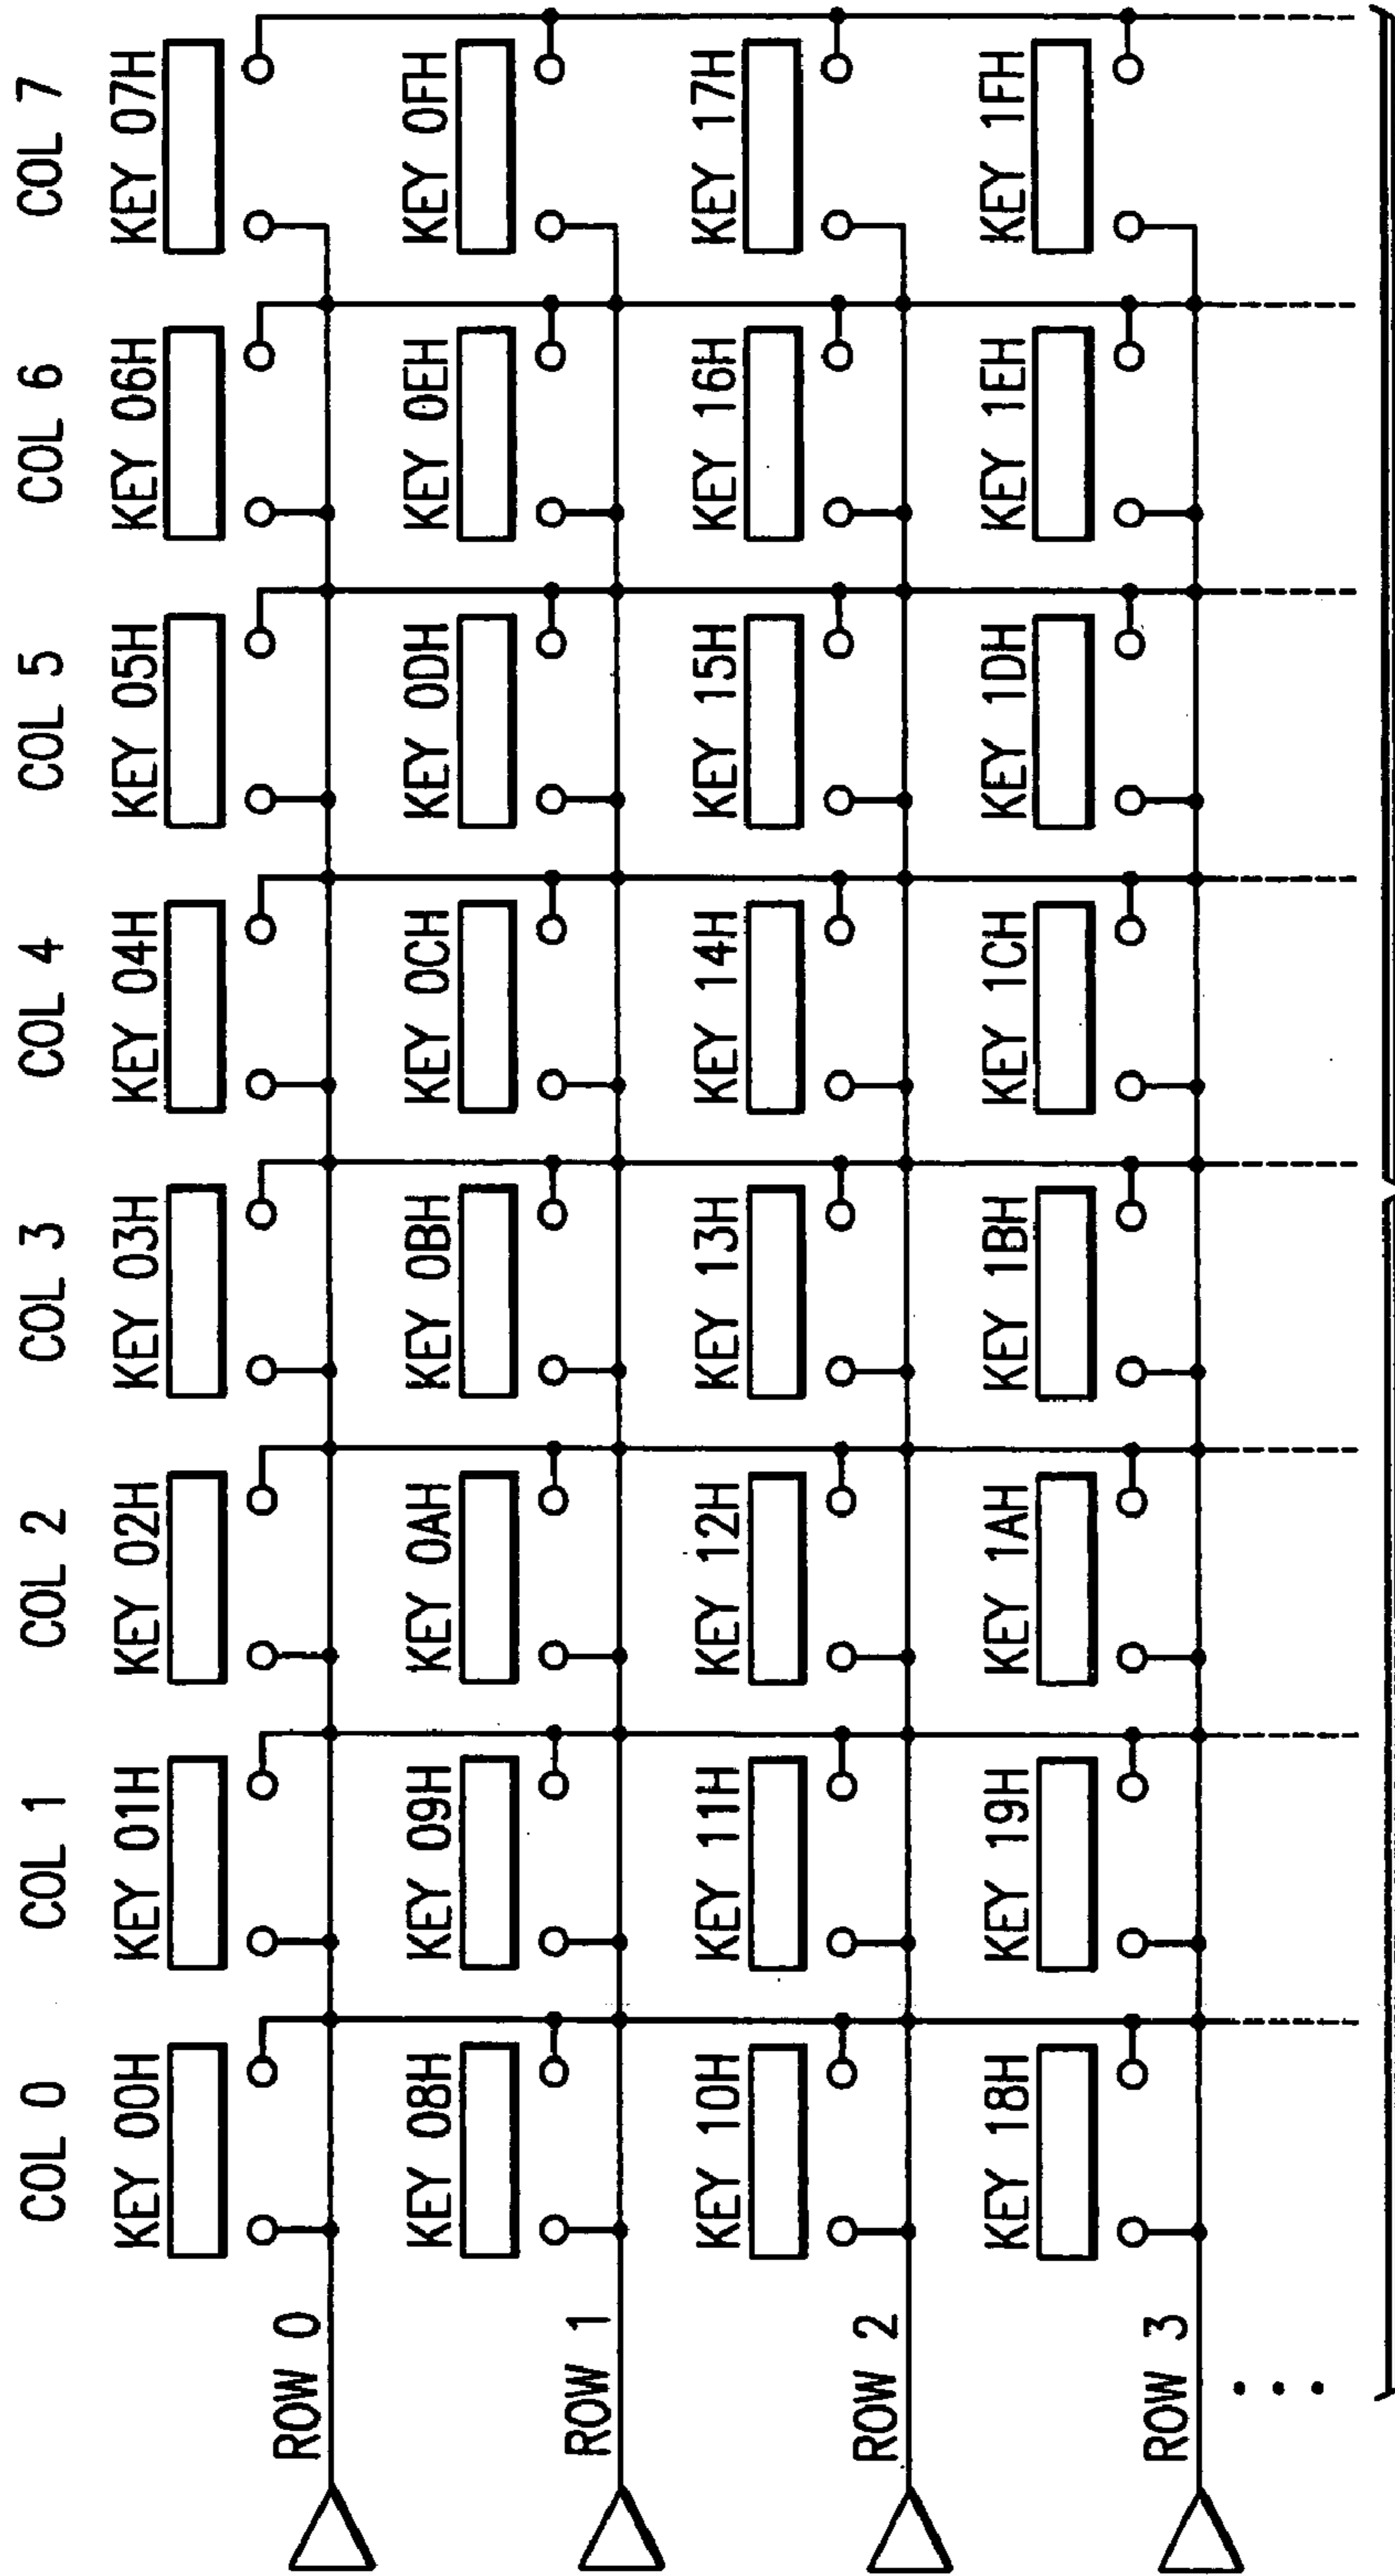 COL 0 COL 1 COL 2 COL 3 COL 4 COL 5 COL 6 COL 7
KEY 00H KEY 01H KEY 02H KEY 03H KEY 04H KEY 05H KEY 06H KEY 07H
ROW 0
KEY 08H KEY 09H KEY 0AH KEY 0BH KEY 0CH KEY 0DH KEY 0EH KEY 0FH
ROW 1
KEY 10H KEY 11H KEY 12H KEY 13H KEY 14H KEY 15H KEY 16H KEY 17H
ROW 2
KEY 18H KEY 19H KEY 1AH KEY 1BH KEY 1CH KEY 1DH KEY 1EH KEY 1FH
ROW 3